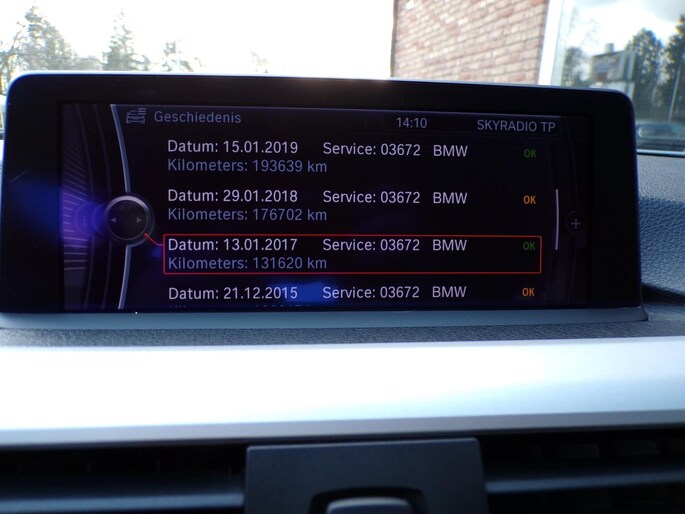 Geschiedenis
14:10 SKYRADIO TP
Datum: 15.01.2019 Service: 03672 BMW OK
Kilometers: 193639 km
Datum: 29.01.2018 Service: 03672 BMW OK
Kilometers: 176702 km
Datum: 13.01.2017 Service: 03672 BMW OK
Kilometers: 131620 km
Datum: 21.12.2015 Service: 03672 BMW OK